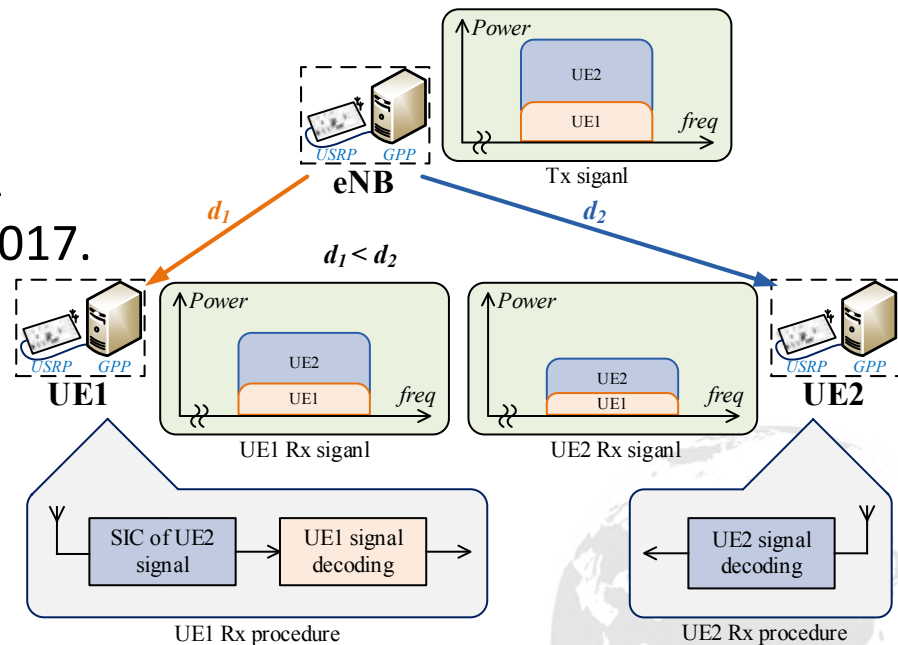 Power
UE2
UE1
freq
USRP GPP
eNB
Tx siganl
d1
d2
017.
d1 < d2
Power
UE2
UE1
freq
USRP GPP
UE1
UE1 Rx siganl
Power
UE2
UE1
freq
UE2 Rx siganl
USRP GPP
UE2
SIC of UE2
signal
UE1 signal
decoding
UE1 Rx procedure
UE2 signal
decoding
UE2 Rx procedure